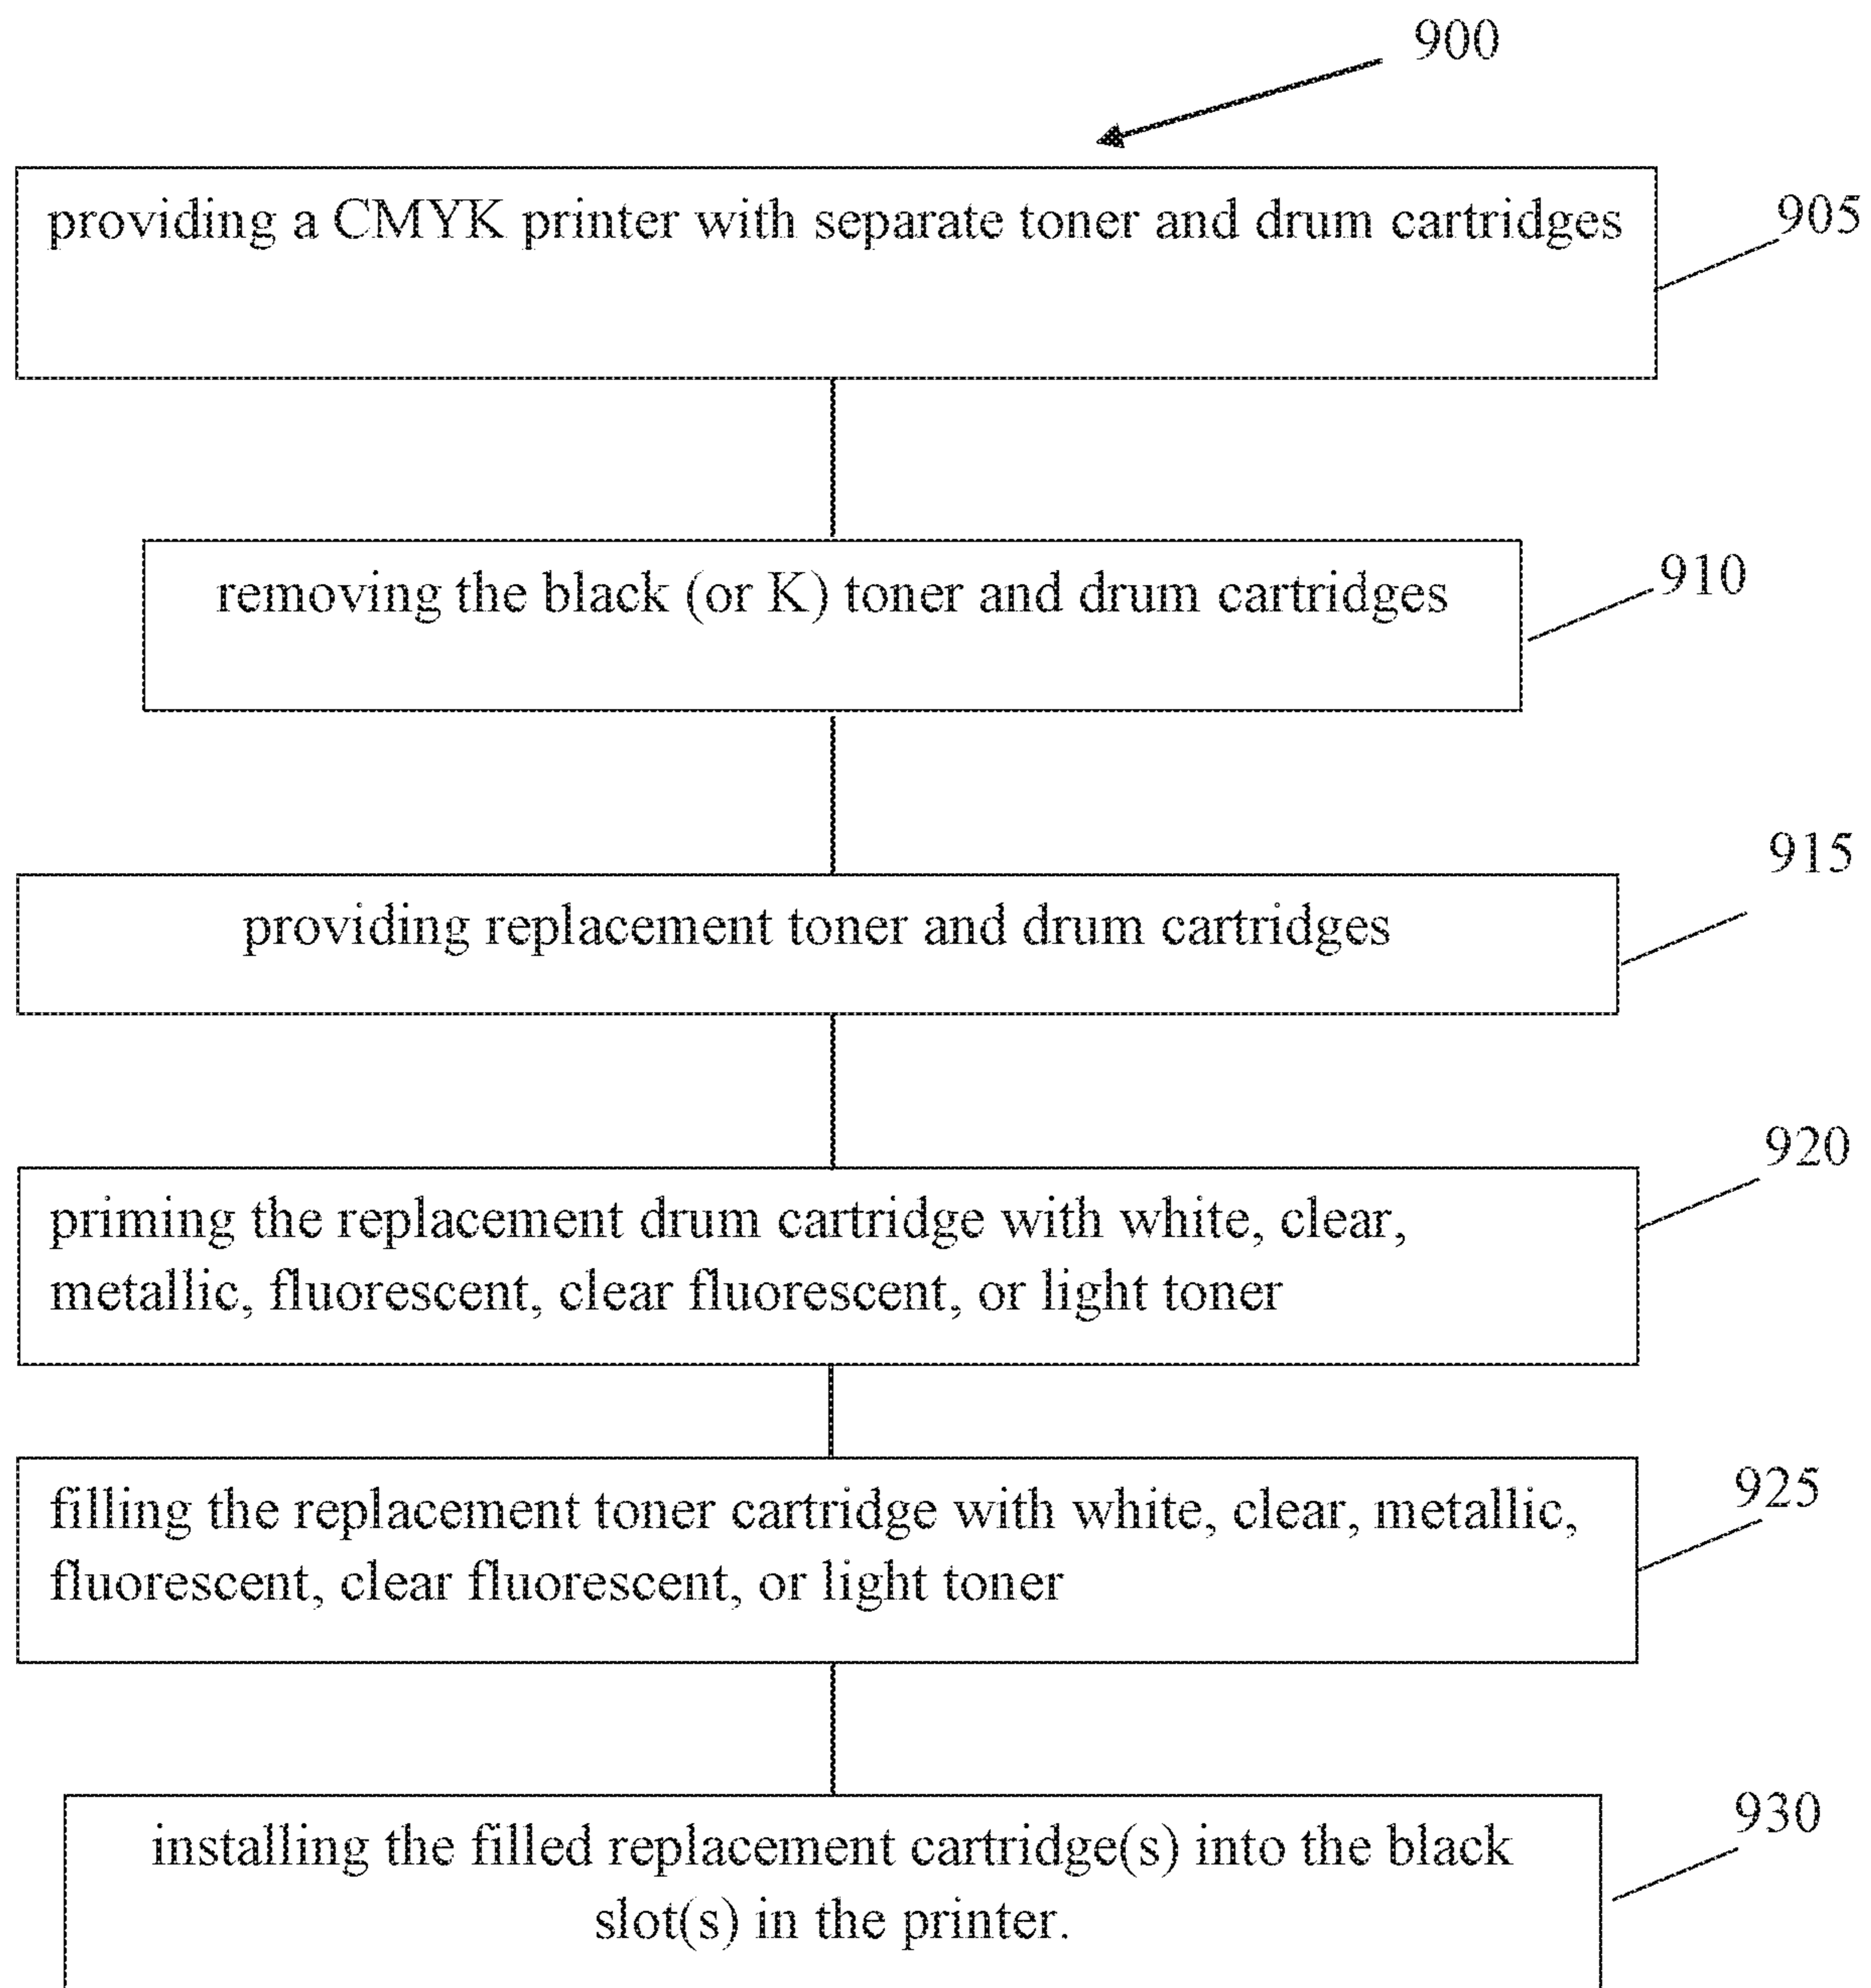 900
providing a CMYK printer with separate toner and drum cartridges
905
removing the black (or K) toner and drum cartridges
910
915
providing replacement toner and drum cartridges
920
priming the replacement drum cartridge with white, clear,
metallic, fluorescent, clear fluorescent, or light toner
925
filling the replacement toner cartridge with white, clear, metallic,
fluorescent, clear fluorescent, or light toner
930
installing the filled replacement cartridge(s) into the black
slot(s) in the printer.